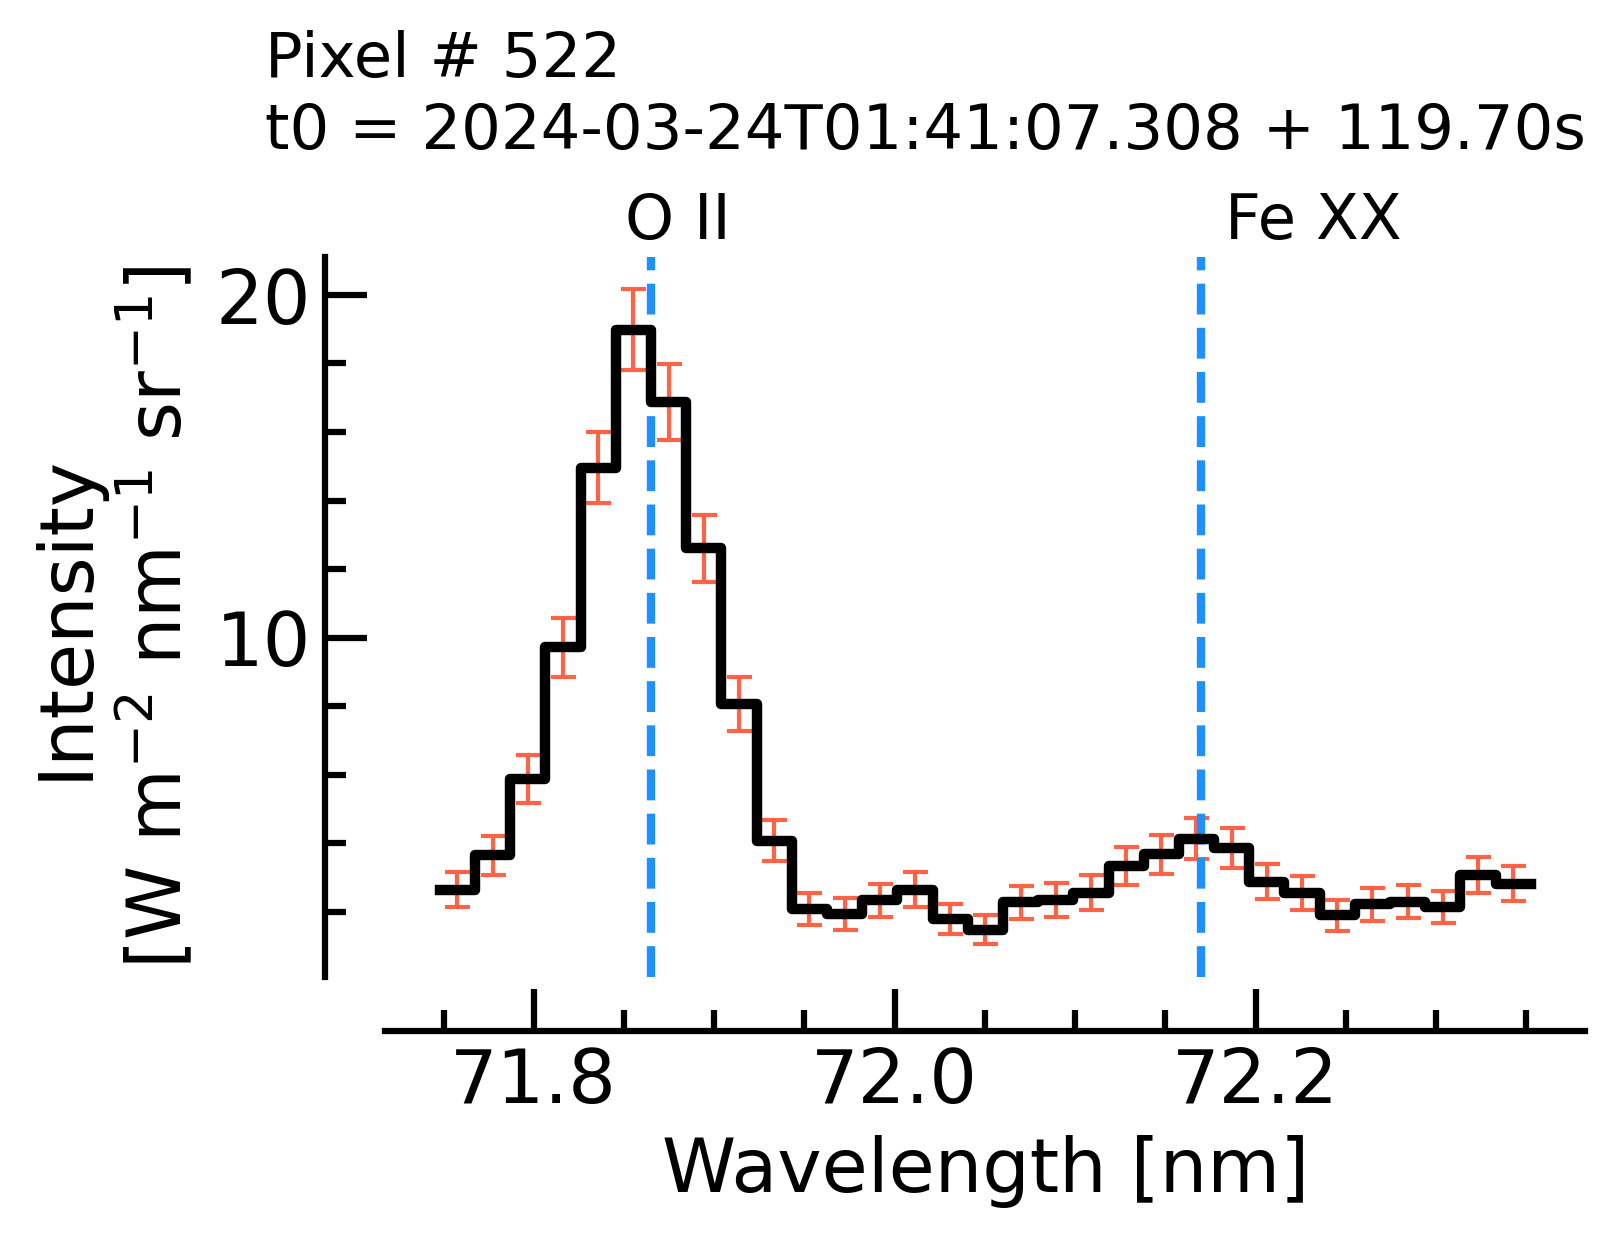 Pixel # 522
t0 = 2024-03-24T01:41:07.308 + 119.70s
O II
Fe XX
Intensity
[W m⁻² nm⁻¹ sr⁻¹]
20
10
71.8
72.0
72.2
Wavelength [nm]